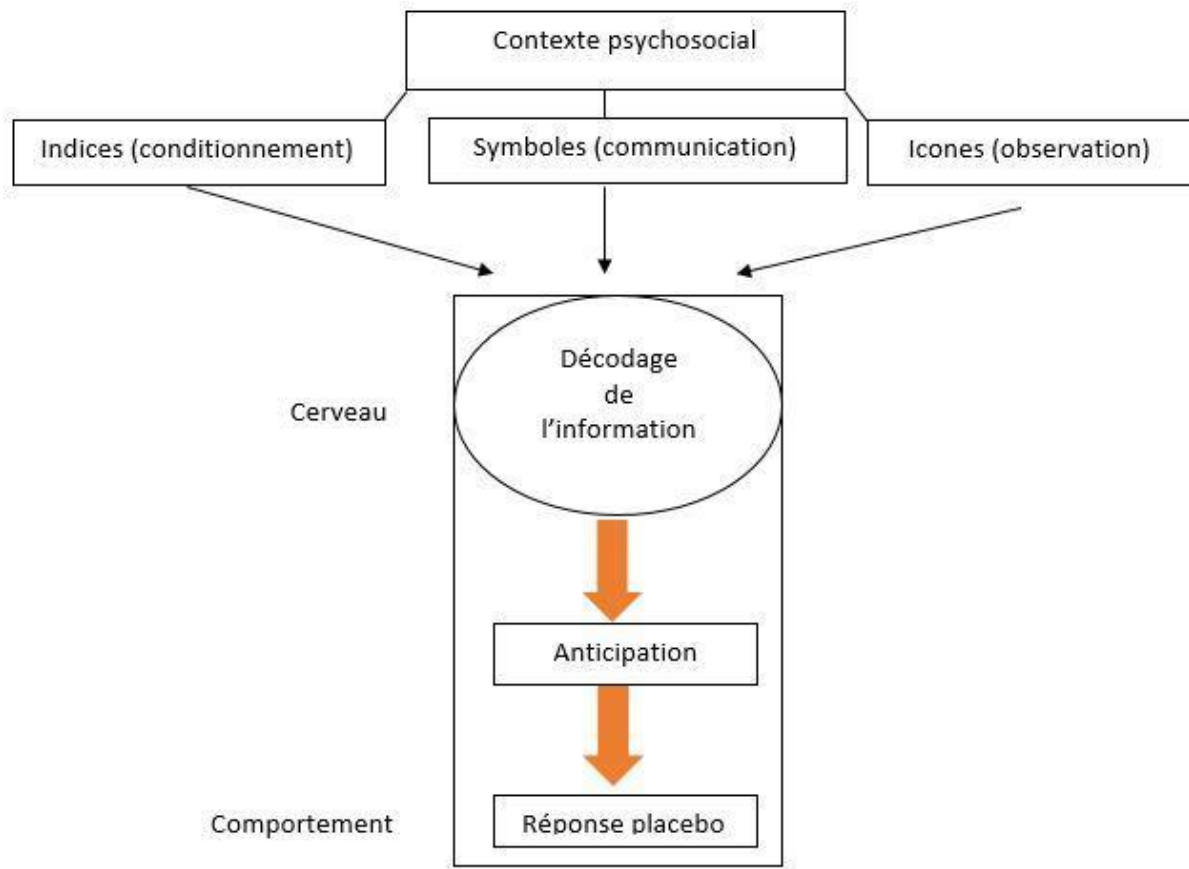 Contexte psychosocial
Indices (conditionnement)
Symboles (communication)
Icones (observation)
Décodage
de
l'information
Cerveau
Anticipation
Comportement
Réponse placebo